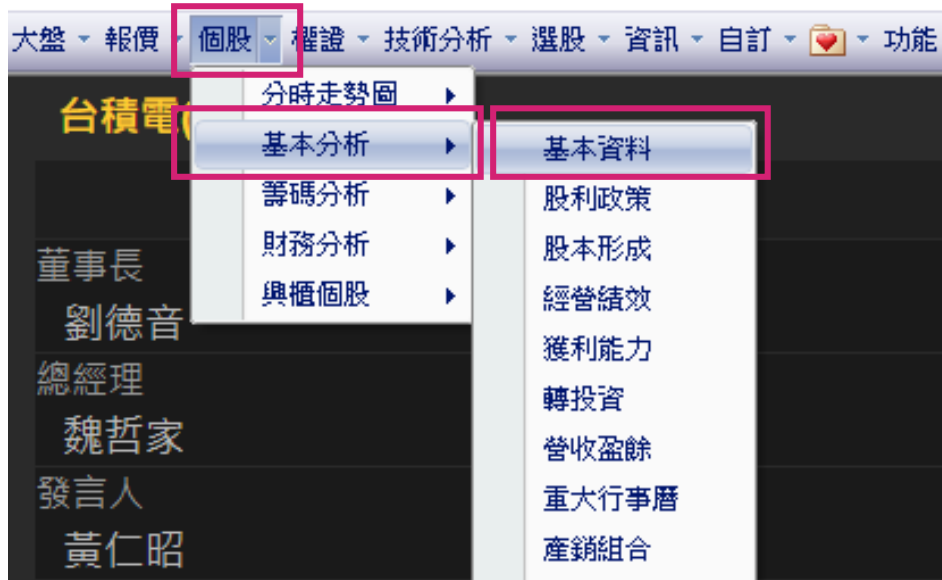 大盤 報價 個股 權證 技術分析 選股 資訊 自訂 功能
台積電(
分時走勢圖
基本分析
籌碼分析
財務分析
興櫃個股
基本資料
股利政策
股本形成
經營績效
獲利能力
轉投資
營收盈餘
重大行事曆
產銷組合
董事長
劉德音
總經理
魏哲家
發言人
黃仁昭